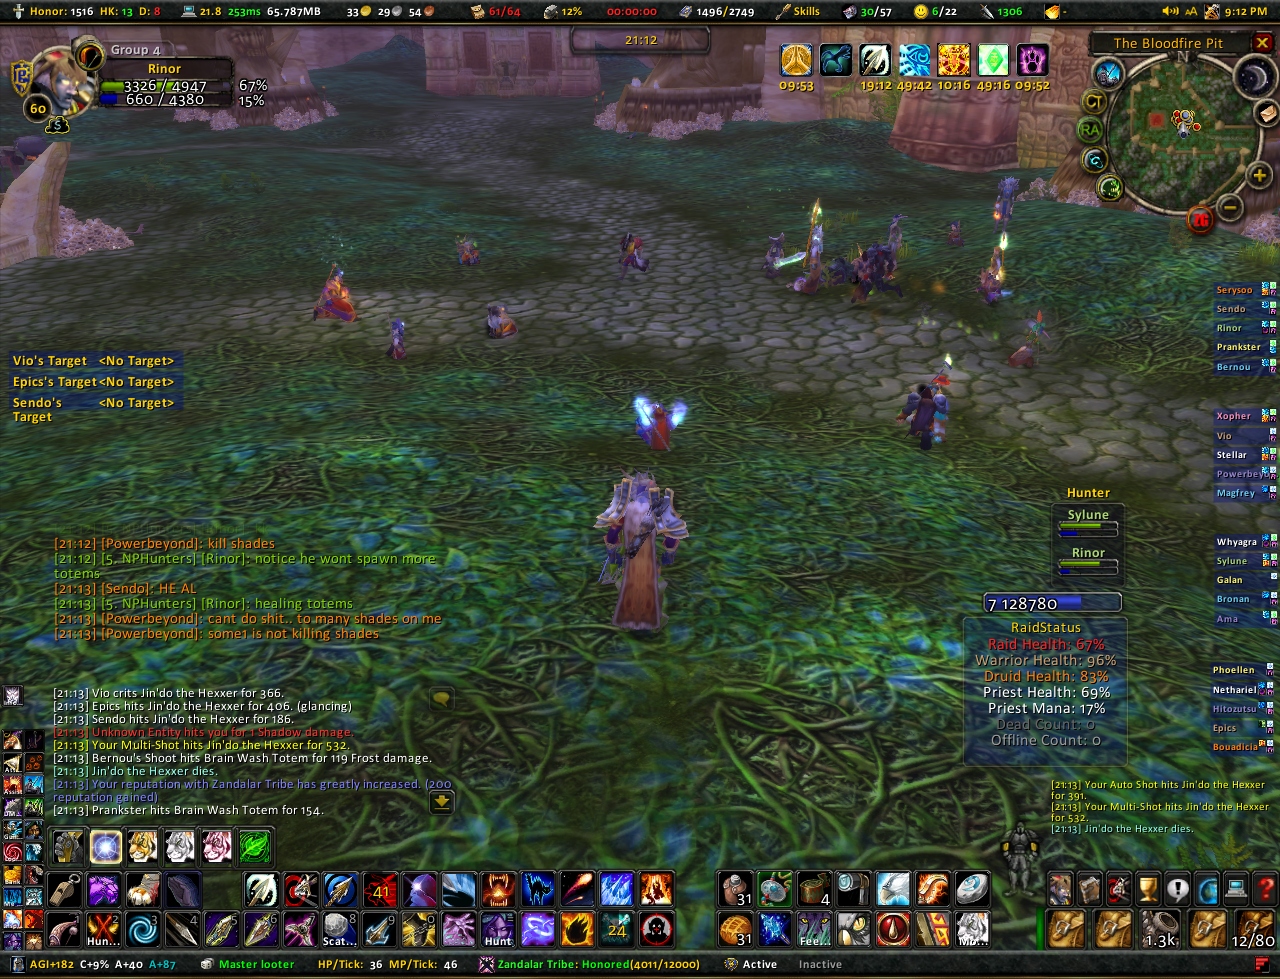 Honor: 1516 HK: 13 D: 8 21.8 253ms 65.787MB 33 29 54 61/64 12% 00:00:00 1496/2749 Skills 30/57 6/22 1306 - AA 9:12 PM
Group 4
21:12
The Bloodfire Pit
N
Rinor
3326 / 4947 67%
660 / 4380 15%
60
S
09:53 19:12 49:42 10:16 49:16 09:52
CT
RA
ZG
Serysoo
Sendo
Rinor
Prankster
Bernou
Vio's Target <No Target>
Epics's Target <No Target>
Sendo's Target <No Target>
Xopher
Vio
Stellar
Powerbeyo
Magfrey
Hunter
Sylune
Rinor
Whyagra
Sylune
Galan
Bronan
Ama
[21:12] [Powerbeyond]: kill shades
[21:12] [5. NPHunters] [Rinor]: notice he wont spawn more
totems
[21:13] [Sendo]: HE AL
[21:13] [5. NPHunters] [Rinor]: healing totems
[21:13] [Powerbeyond]: cant do shit.. to many shades on me
[21:13] [Powerbeyond]: some1 is not killing shades
7 128780
RaidStatus
Raid Health: 67%
Warrior Health: 96%
Druid Health: 83%
Priest Health: 69%
Priest Mana: 17%
Dead Count: 0
Offline Count: 0
Phoellen
Nethariel
Hitozutsu
Epics
Bouadicia
[21:13] Vio crits Jin'do the Hexxer for 366.
[21:13] Epics hits Jin'do the Hexxer for 406. (glancing)
[21:13] Sendo hits Jin'do the Hexxer for 186.
[21:13] Unknown Entity hits you for 1 Shadow damage.
[21:13] Your Multi-Shot hits Jin'do the Hexxer for 532.
[21:13] Bernou's Shoot hits Brain Wash Totem for 119 Frost damage.
[21:13] Jin'do the Hexxer dies.
[21:13] Your reputation with Zandalar Tribe has greatly increased. (200
reputation gained)
[21:13] Prankster hits Brain Wash Totem for 154.
[21:13] Your Auto Shot hits Jin'do the Hexxer
for 391.
[21:13] Your Multi-Shot hits Jin'do the Hexxer
for 532.
[21:13] Jin'do the Hexxer dies.
Assist
41
31
4
Hun...
Scat...
Hunt
24
31
Fee...
Mo...
1.3k
12/80
AGI+182 C+9% A+40 A+87 Master looter HP/Tick: 36 MP/Tick: 46 Zandalar Tribe: Honored(4011/12000) Active Inactive